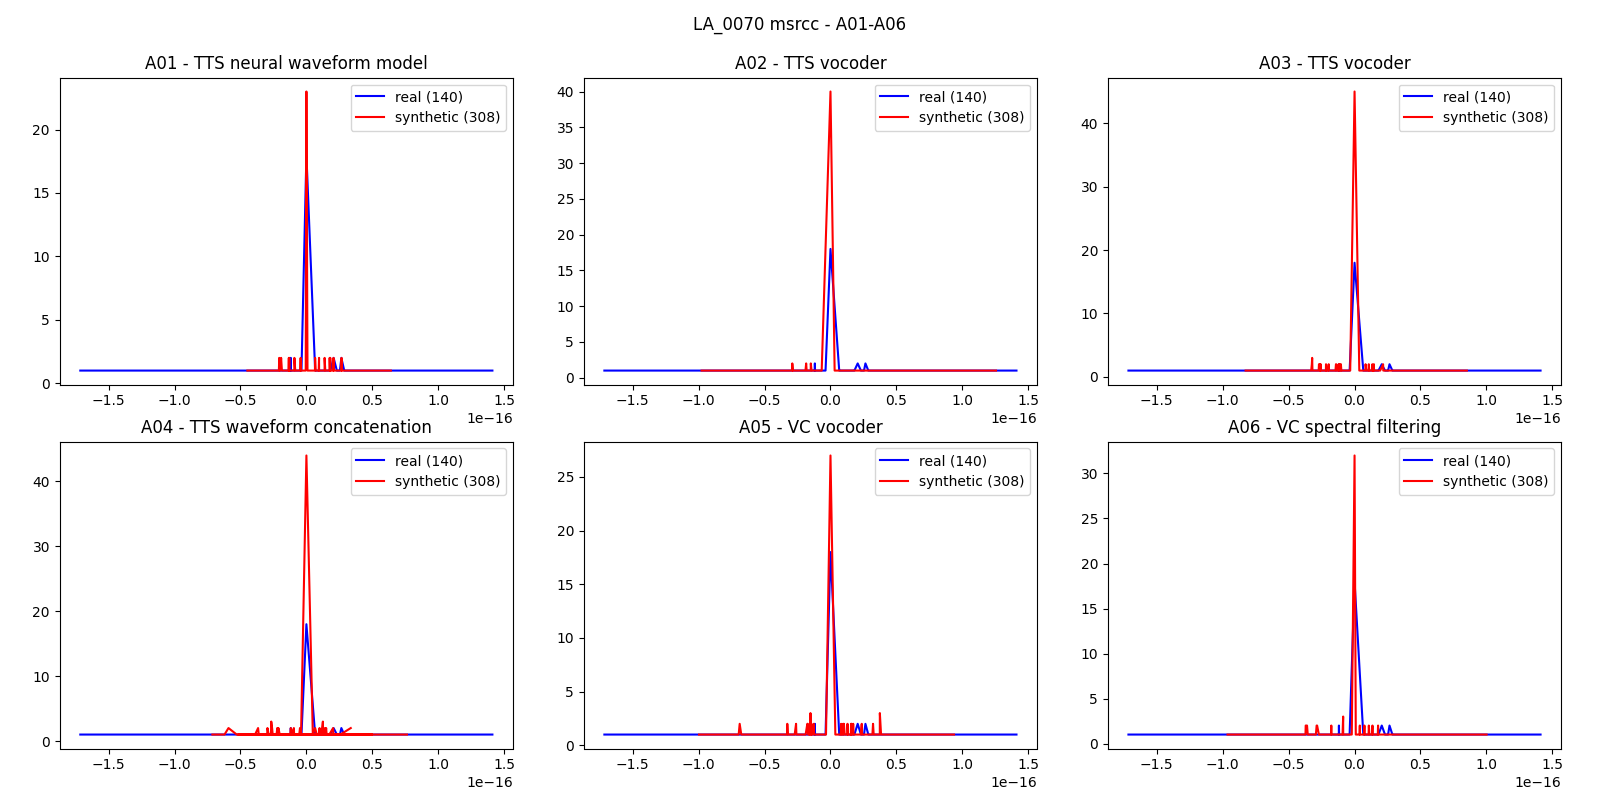 LA_0070 msrcc - A01-A06
A01 - TTS neural waveform model
real (140)
synthetic (308)
20
15
10
5
0
−1.5 −1.0 −0.5 0.0 0.5 1.0 1.5
1e−16
A02 - TTS vocoder
real (140)
synthetic (308)
40
35
30
25
20
15
10
5
0
−1.5 −1.0 −0.5 0.0 0.5 1.0 1.5
1e−16
A03 - TTS vocoder
real (140)
synthetic (308)
40
30
20
10
0
−1.5 −1.0 −0.5 0.0 0.5 1.0 1.5
1e−16
A04 - TTS waveform concatenation
real (140)
synthetic (308)
40
30
20
10
0
−1.5 −1.0 −0.5 0.0 0.5 1.0 1.5
1e−16
A05 - VC vocoder
real (140)
synthetic (308)
25
20
15
10
5
0
−1.5 −1.0 −0.5 0.0 0.5 1.0 1.5
1e−16
A06 - VC spectral filtering
real (140)
synthetic (308)
30
25
20
15
10
5
0
−1.5 −1.0 −0.5 0.0 0.5 1.0 1.5
1e−16